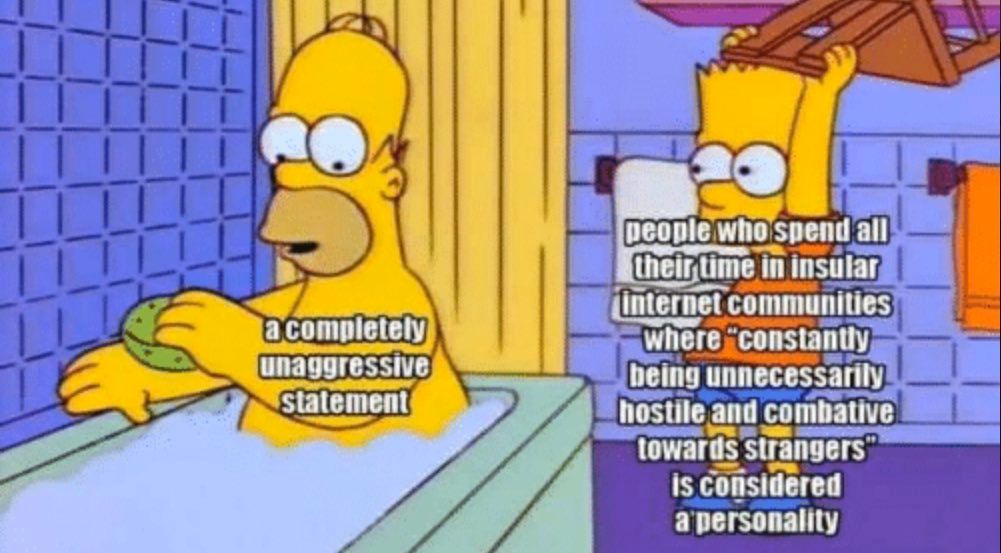 a completely
unaggressive
statement
people who spend all
their time in insular
internet communities
where "constantly
being unnecessarily
hostile and combative
towards strangers"
is considered
a personality